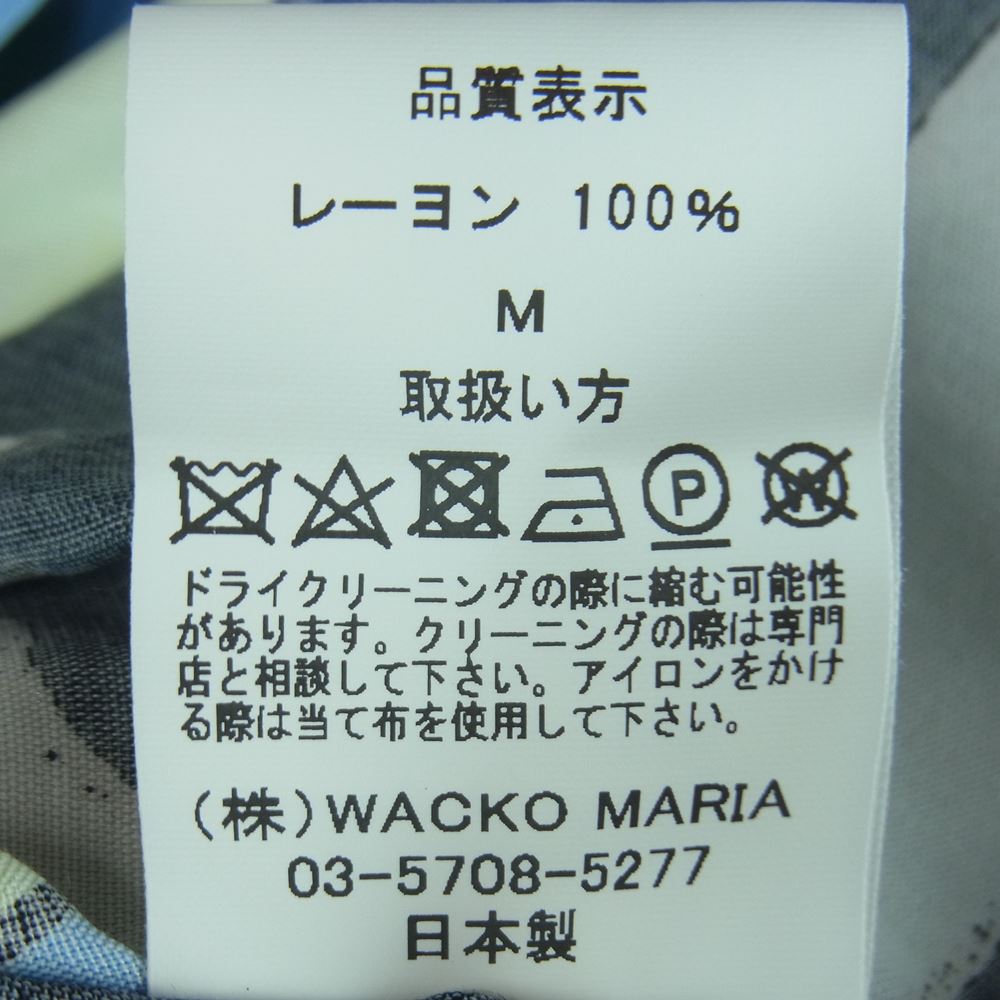 品質表示
レーヨン 100%
M
取扱い方
P W
ドライクリーニングの際に縮む可能性
があります。クリーニングの際は専門
店と相談して下さい。アイロンをかけ
る際は当て布を使用して下さい。
(株)WACKO MARIA
03-5708-5277
日本製